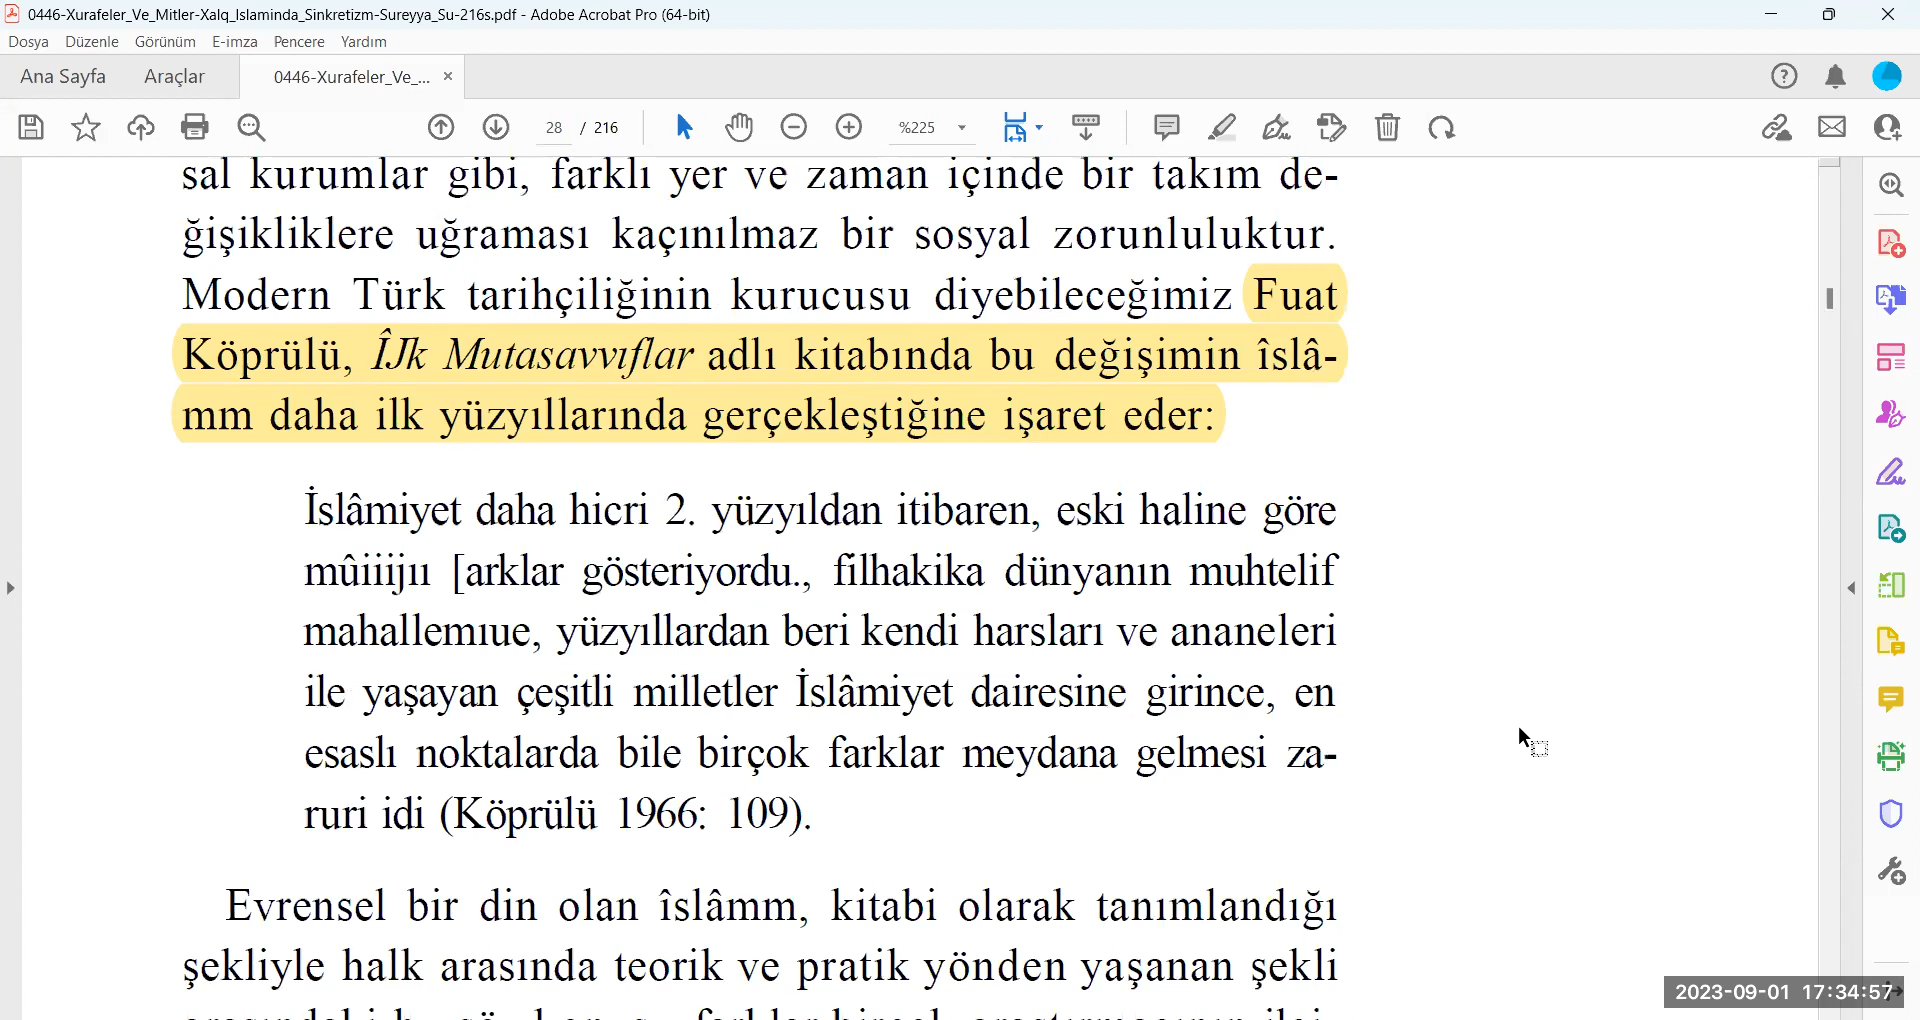 0446-Xurafeler_Ve_Mitler-Xalq_Islaminda_Sinkretizm-Sureyya_Su-216s.pdf - Adobe Acrobat Pro (64-bit)
Dosya Düzenle Görünüm E-imza Pencere Yardım
Ana Sayfa Araçlar 0446-Xurafeler_Ve_... ×
28 / 216 %225
sal kurumlar gibi, farklı yer ve zaman içinde bir takım de-
ğişikliklere uğraması kaçınılmaz bir sosyal zorunluluktur.
Modern Türk tarihçiliğinin kurucusu diyebileceğimiz Fuat
Köprülü, ÎJk Mutasavvıflar adlı kitabında bu değişimin îslâ-
mm daha ilk yüzyıllarında gerçekleştiğine işaret eder:
İslâmiyet daha hicri 2. yüzyıldan itibaren, eski haline göre
mûiiijıı [arklar gösteriyordu., filhakika dünyanın muhtelif
mahallemıue, yüzyıllardan beri kendi harsları ve ananeleri
ile yaşayan çeşitli milletler İslâmiyet dairesine girince, en
esaslı noktalarda bile birçok farklar meydana gelmesi za-
ruri idi (Köprülü 1966: 109).
Evrensel bir din olan îslâmm, kitabi olarak tanımlandığı
şekliyle halk arasında teorik ve pratik yönden yaşanan şekli
2023-09-01 17:34:57